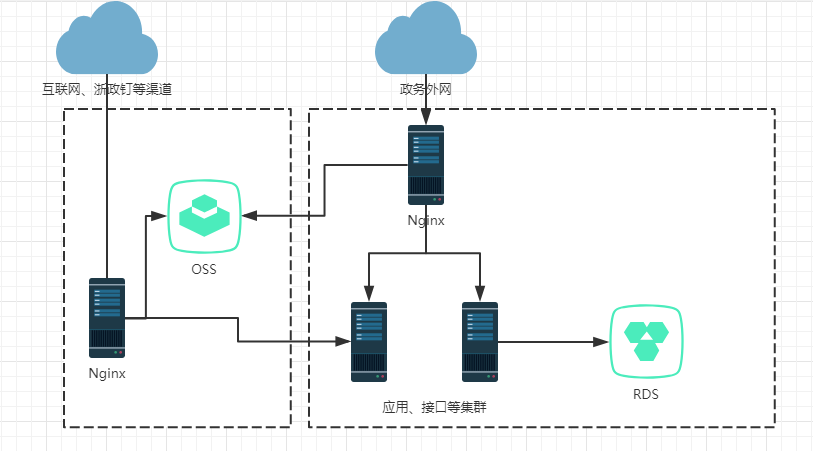 互联网、浙政钉等渠道
政务外网
Nginx
OSS
Nginx
应用、接口等集群
RDS